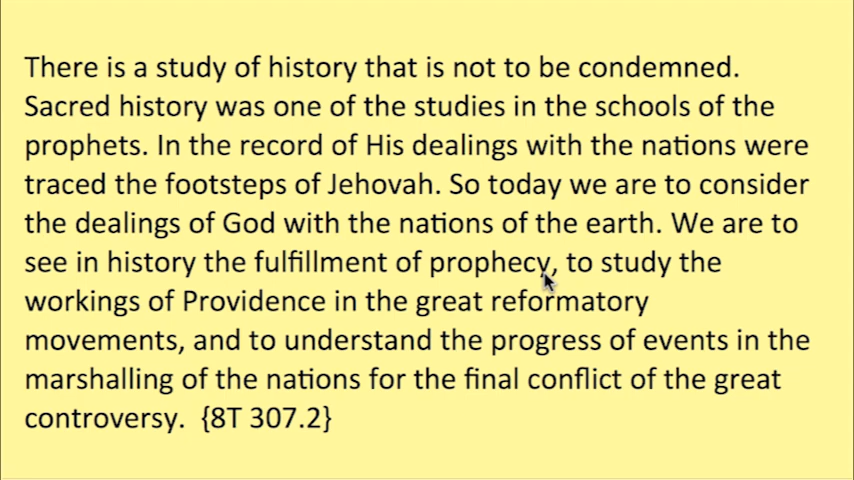 There is a study of history that is not to be condemned.
Sacred history was one of the studies in the schools of the
prophets. In the record of His dealings with the nations were
traced the footsteps of Jehovah. So today we are to consider
the dealings of God with the nations of the earth. We are to
see in history the fulfillment of prophecy, to study the
workings of Providence in the great reformatory
movements, and to understand the progress of events in the
marshalling of the nations for the final conflict of the great
controversy.  {8T 307.2}